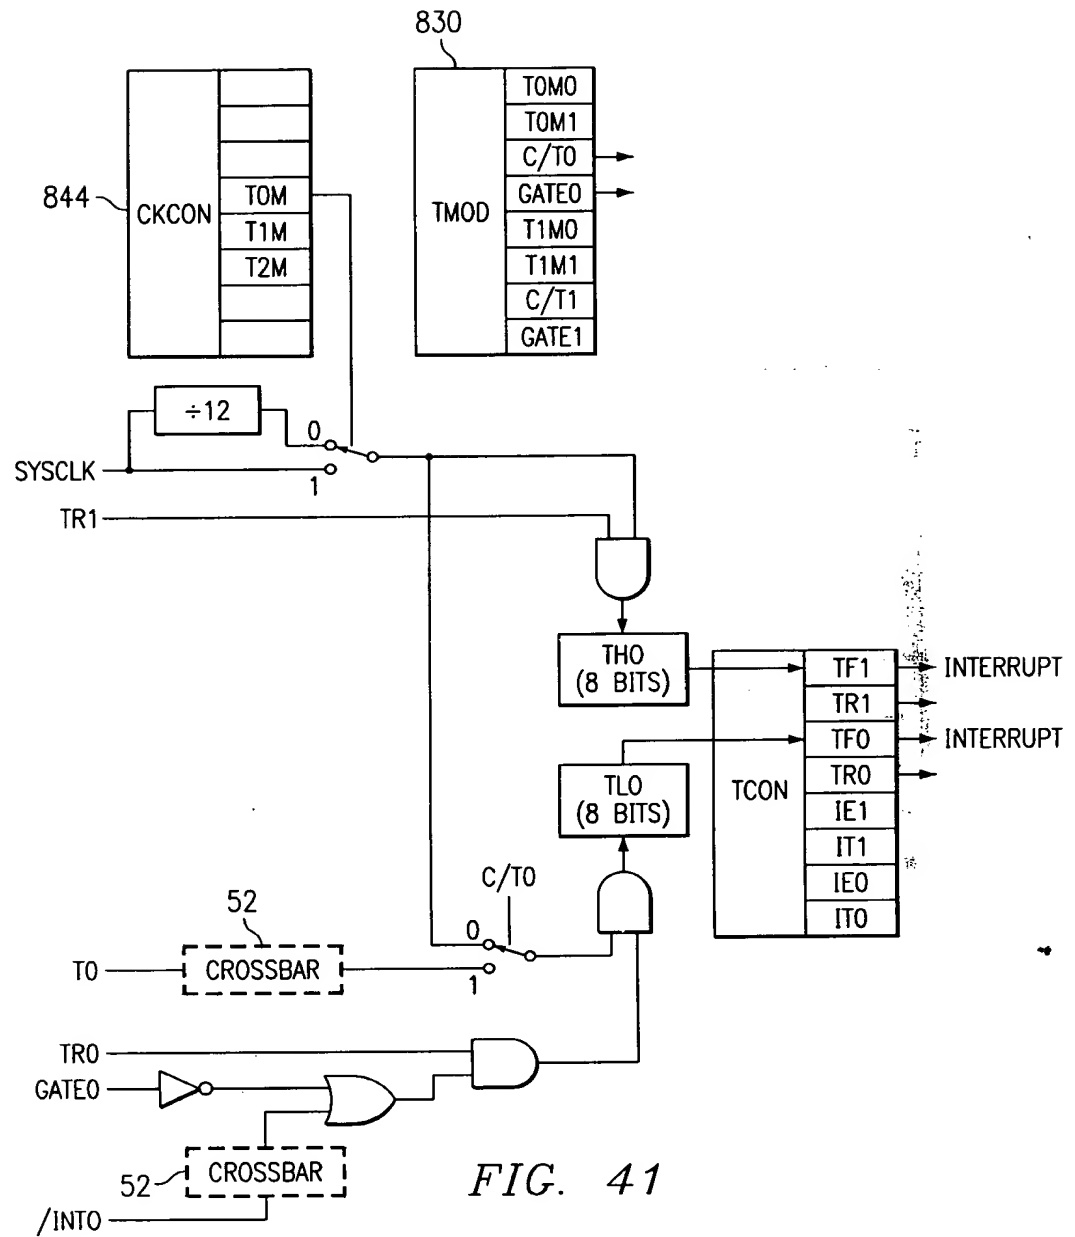 830
844
CKCON
T0M
T1M
T2M
TMOD
T0M0
T0M1
C/T0
GATE0
T1M0
T1M1
C/T1
GATE1
÷12
0
SYSCLK
1
TR1
TH0
(8 BITS)
TL0
(8 BITS)
TCON
TF1
TR1
TF0
TR0
IE1
IT1
IE0
IT0
INTERRUPT
INTERRUPT
C/T0
0
1
52
T0
CROSSBAR
TR0
GATE0
52
CROSSBAR
/INT0
FIG. 41